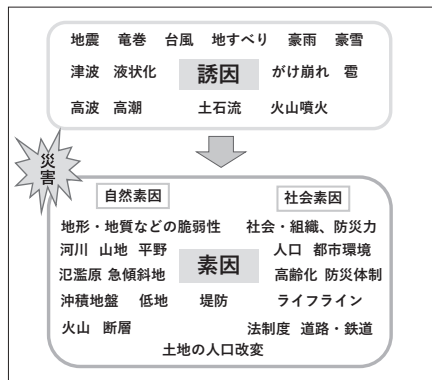 地震 竜巻 台風 地すべり 豪雨 豪雪
津波 液状化 誘因 がけ崩れ 雹
高波 高潮 土石流 火山噴火
災害
自然素因 社会素因
地形・地質などの脆弱性 社会・組織、防災力
河川 山地 平野 素因 人口 都市環境
氾濫原 急傾斜地 高齢化 防災体制
沖積地盤 低地 堤防 ライフライン
火山 断層 法制度 道路・鉄道
土地の人口改変